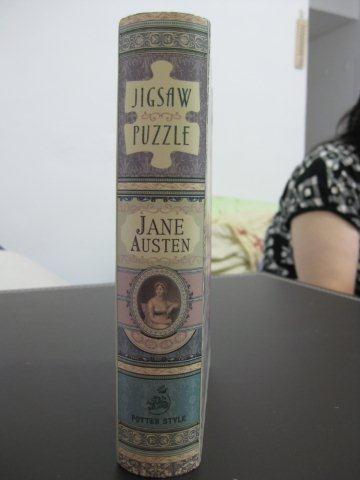 JIGSAW
PUZZLE
JANE
AUSTEN
POTTER STYLE